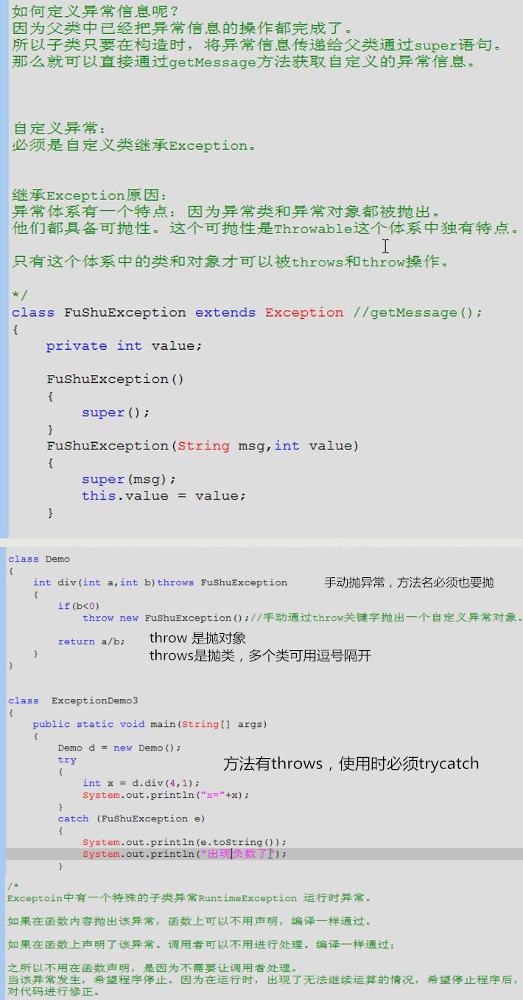 如何定义异常信息呢？
因为父类中已经把异常信息的操作都完成了。
所以子类只要在构造时，将异常信息传递给父类通过super语句。
那么就可以直接通过getMessage方法获取自定义的异常信息。
自定义异常：
必须是自定义类继承Exception。
继承Exception原因：
异常体系有一个特点：因为异常类和异常对象都被抛出。
他们都具备可抛性。这个可抛性是Throwable这个体系中独有特点。
只有这个体系中的类和对象才可以被throws和throw操作。
*/
class FuShuException extends Exception //getMessage();
{
    private int value;
    FuShuException()
    {
        super();
    }
    FuShuException(String msg,int value)
    {
        super(msg);
        this.value = value;
    }
class Demo
{
    int div(int a,int b)throws FuShuException 手动抛异常，方法名必须也要抛
    {
        if(b<0)
            throw new FuShuException();//手动通过throw关键字抛出一个自定义异常对象。
        return a/b; throw 是抛对象
throws是抛类，多个类可用逗号隔开
    }
}
class  ExceptionDemo3
{
    public static void main(String[] args)
    {
        Demo d = new Demo();
        try 方法有throws，使用时必须trycatch
        {
            int x = d.div(4,1);
            System.out.println("x="+x);
        }
        catch (FuShuException e)
        {
            System.out.println(e.toString());
            System.out.println("出现负数了");
        }
/*
Exceptoin中有一个特殊的子类异常RuntimeException 运行时异常。
如果在函数内容抛出该异常，函数上可以不用声明，编译一样通过。
如果在函数上声明了该异常。调用者可以不用进行处理。编译一样通过；
之所以不用在函数声明，是因为不需要让调用者处理。
当该异常发生，希望程序停止。因为在运行时，出现了无法继续运算的情况，希望停止程序后，
对代码进行修正。